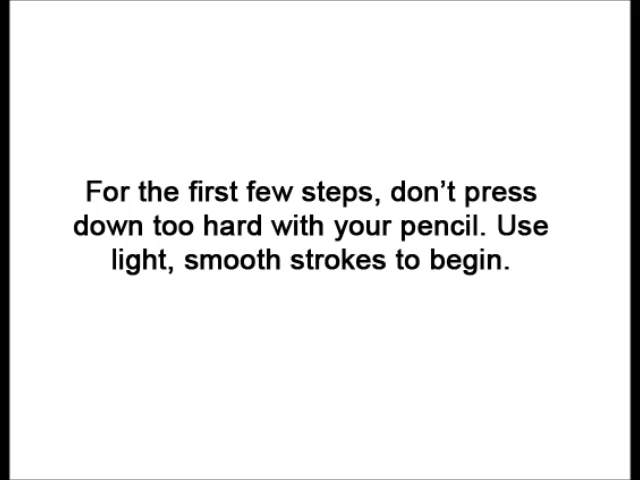 For the first few steps, don’t press
down too hard with your pencil. Use
light, smooth strokes to begin.